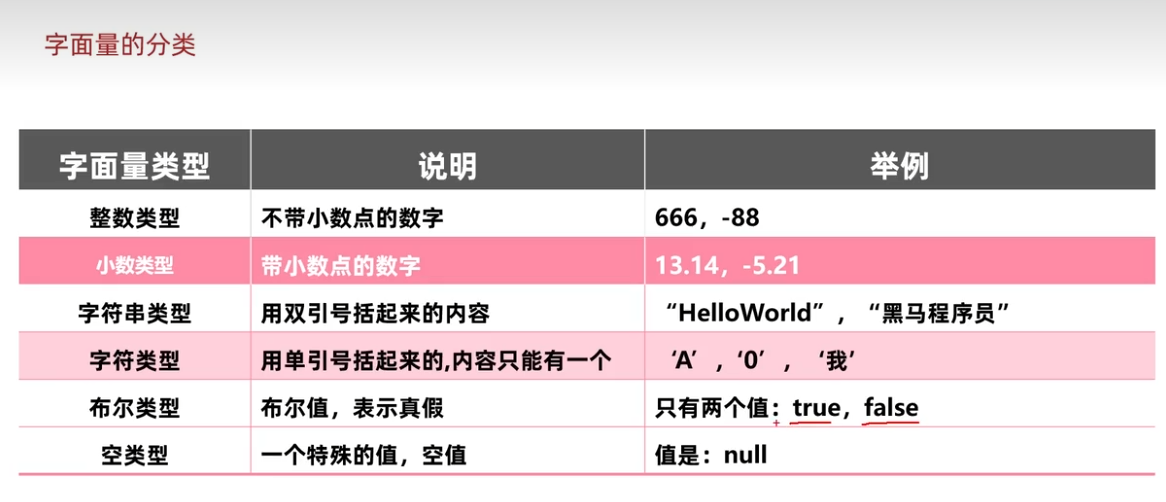 字面量的分类
字面量类型 说明 举例
整数类型 不带小数点的数字 666，-88
小数类型 带小数点的数字 13.14，-5.21
字符串类型 用双引号括起来的内容 “HelloWorld”，“黑马程序员”
字符类型 用单引号括起来的,内容只能有一个 ‘A’，‘0’，‘我’
布尔类型 布尔值，表示真假 只有两个值：true，false
空类型 一个特殊的值，空值 值是：null